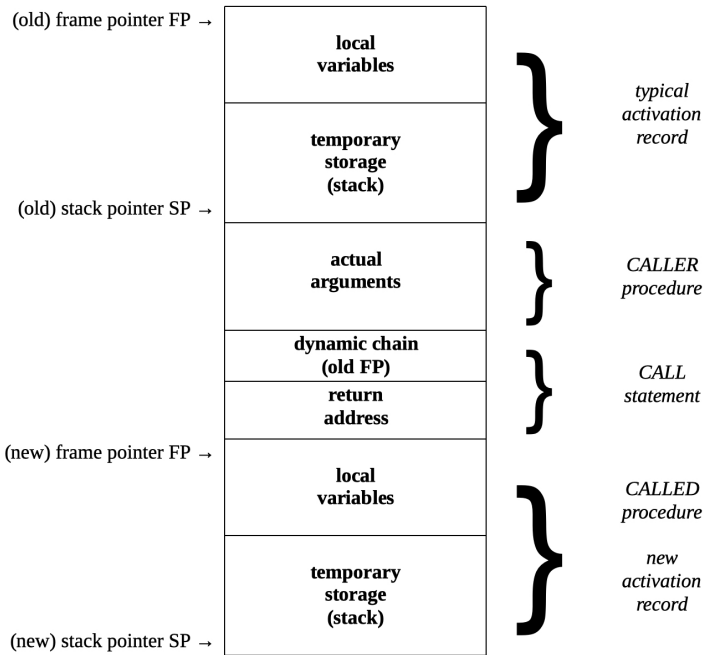 (old) frame pointer FP →
local
variables
typical
activation
record
temporary
storage
(stack)
(old) stack pointer SP →
actual
arguments
CALLER
procedure
dynamic chain
(old FP)
CALL
statement
return
address
(new) frame pointer FP →
local
variables
CALLED
procedure
new
activation
record
temporary
storage
(stack)
(new) stack pointer SP →